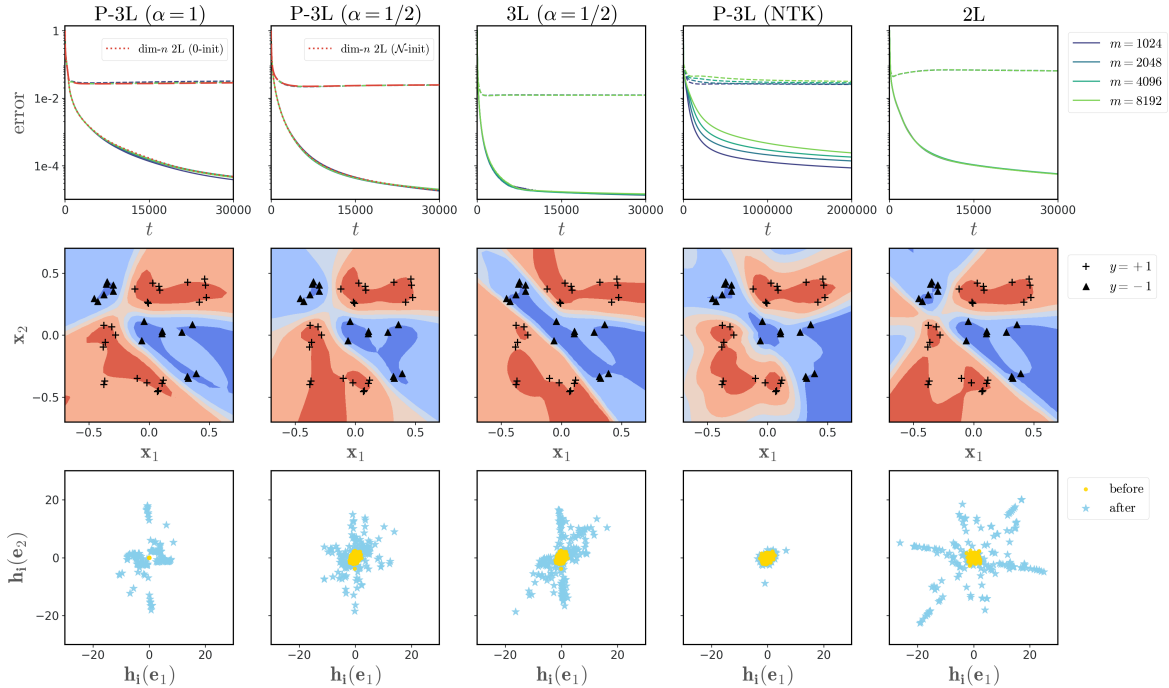 P-3L (α = 1)
P-3L (α = 1/2)
3L (α = 1/2)
P-3L (NTK)
2L
error
1
1e-2
1e-4
dim-n 2L (0-init)
dim-n 2L (𝒩-init)
m = 1024
m = 2048
m = 4096
m = 8192
0 15000 30000
0 15000 30000
0 15000 30000
0 1000000 2000000
0 15000 30000
t t t t t
x₂
0.5
0.0
−0.5
y = +1
y = −1
−0.5 0.0 0.5
−0.5 0.0 0.5
−0.5 0.0 0.5
−0.5 0.0 0.5
−0.5 0.0 0.5
x₁ x₁ x₁ x₁ x₁
hᵢ(e₂)
20
0
−20
before
after
−20 0 20
−20 0 20
−20 0 20
−20 0 20
−20 0 20
hᵢ(e₁) hᵢ(e₁) hᵢ(e₁) hᵢ(e₁) hᵢ(e₁)